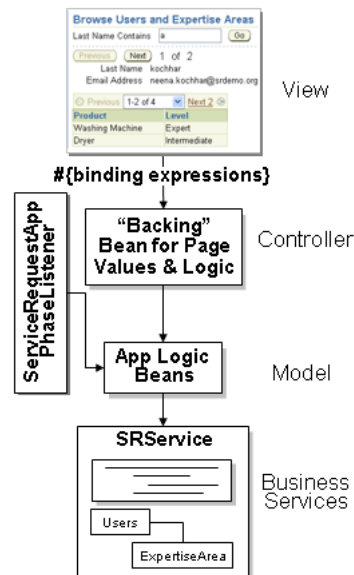 Browse Users and Expertise Areas
Last Name Contains a Go
Previous Next 1 of 2
Last Name kochhar
Email Address neena.kochhar@srdemo.org
Previous 1-2 of 4 Next 2
Product Level
Washing Machine Expert
Dryer Intermediate
View
#{binding expressions}
"Backing"
Bean for Page
Values & Logic
Controller
ServiceRequestApp
PhaseListener
App Logic
Beans
Model
SRService
Business
Services
Users
ExpertiseArea